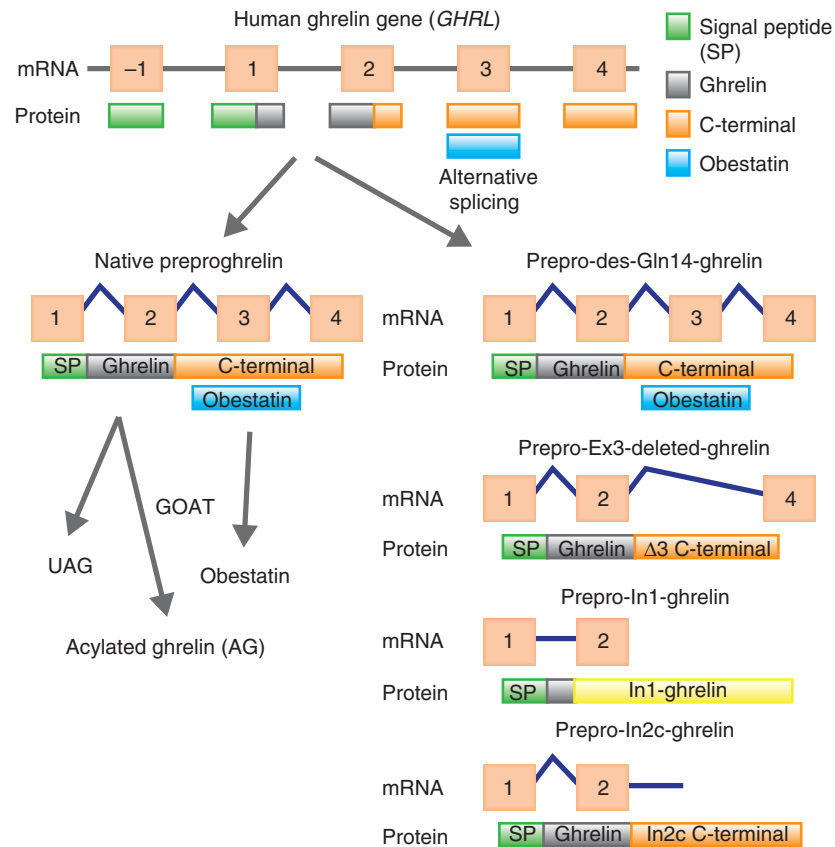 Human ghrelin gene (GHRL)
mRNA
–1 1 2 3 4
Protein
Alternative
splicing
Signal peptide
(SP)
Ghrelin
C-terminal
Obestatin
Native preproghrelin
1 2 3 4
SP Ghrelin C-terminal
Obestatin
GOAT
UAG
Obestatin
Acylated ghrelin (AG)
Prepro-des-Gln14-ghrelin
mRNA 1 2 3 4
Protein SP Ghrelin C-terminal
Obestatin
Prepro-Ex3-deleted-ghrelin
mRNA 1 2 4
Protein SP Ghrelin Δ3 C-terminal
Prepro-In1-ghrelin
mRNA 1 2
Protein SP In1-ghrelin
Prepro-In2c-ghrelin
mRNA 1 2
Protein SP Ghrelin In2c C-terminal